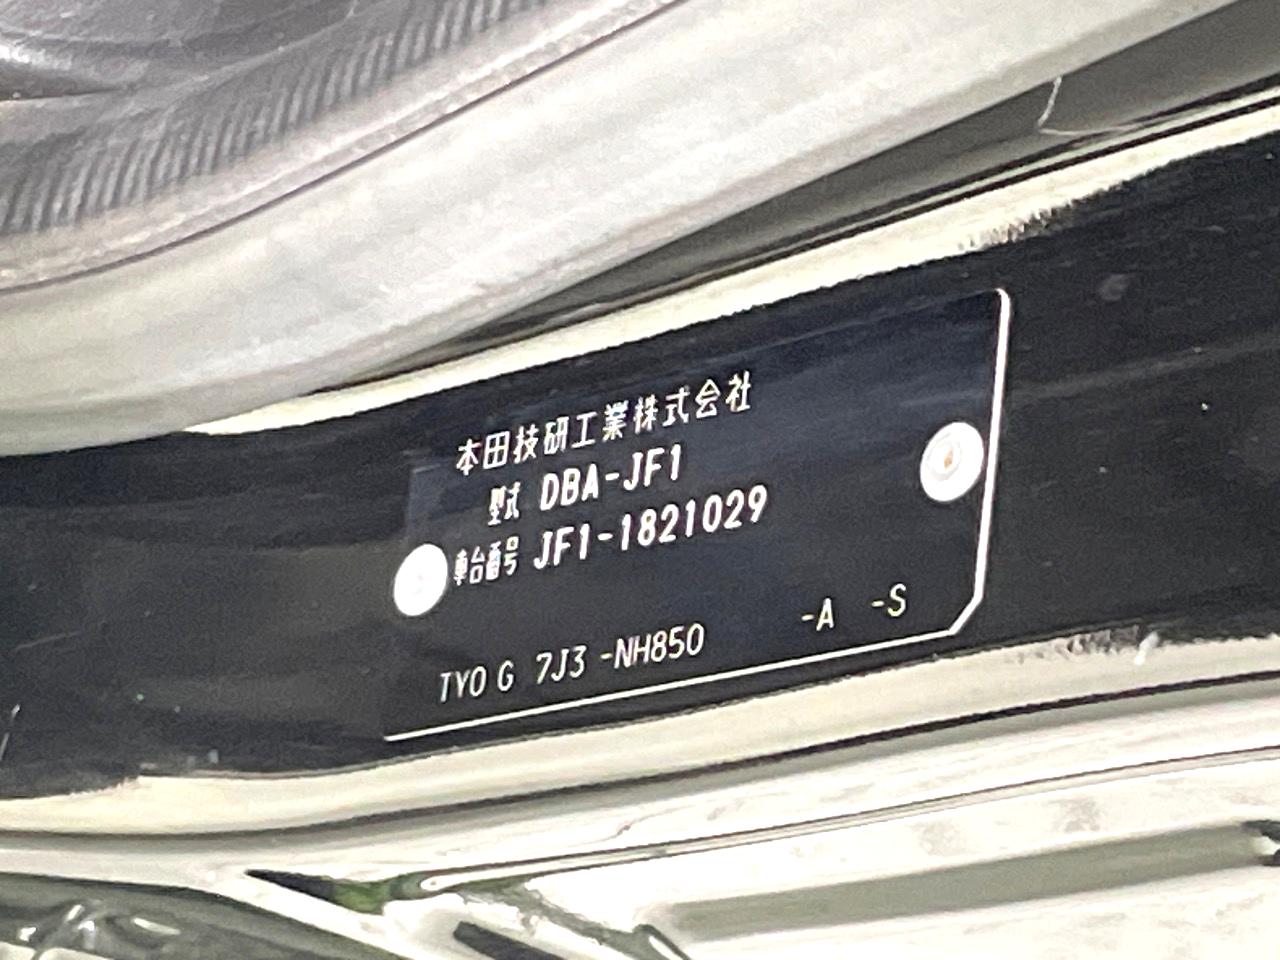 本田技研工業株式会社
型式 DBA-JF1
車台番号 JF1-1821029
TYO G 7J3 -NH850 -A -S